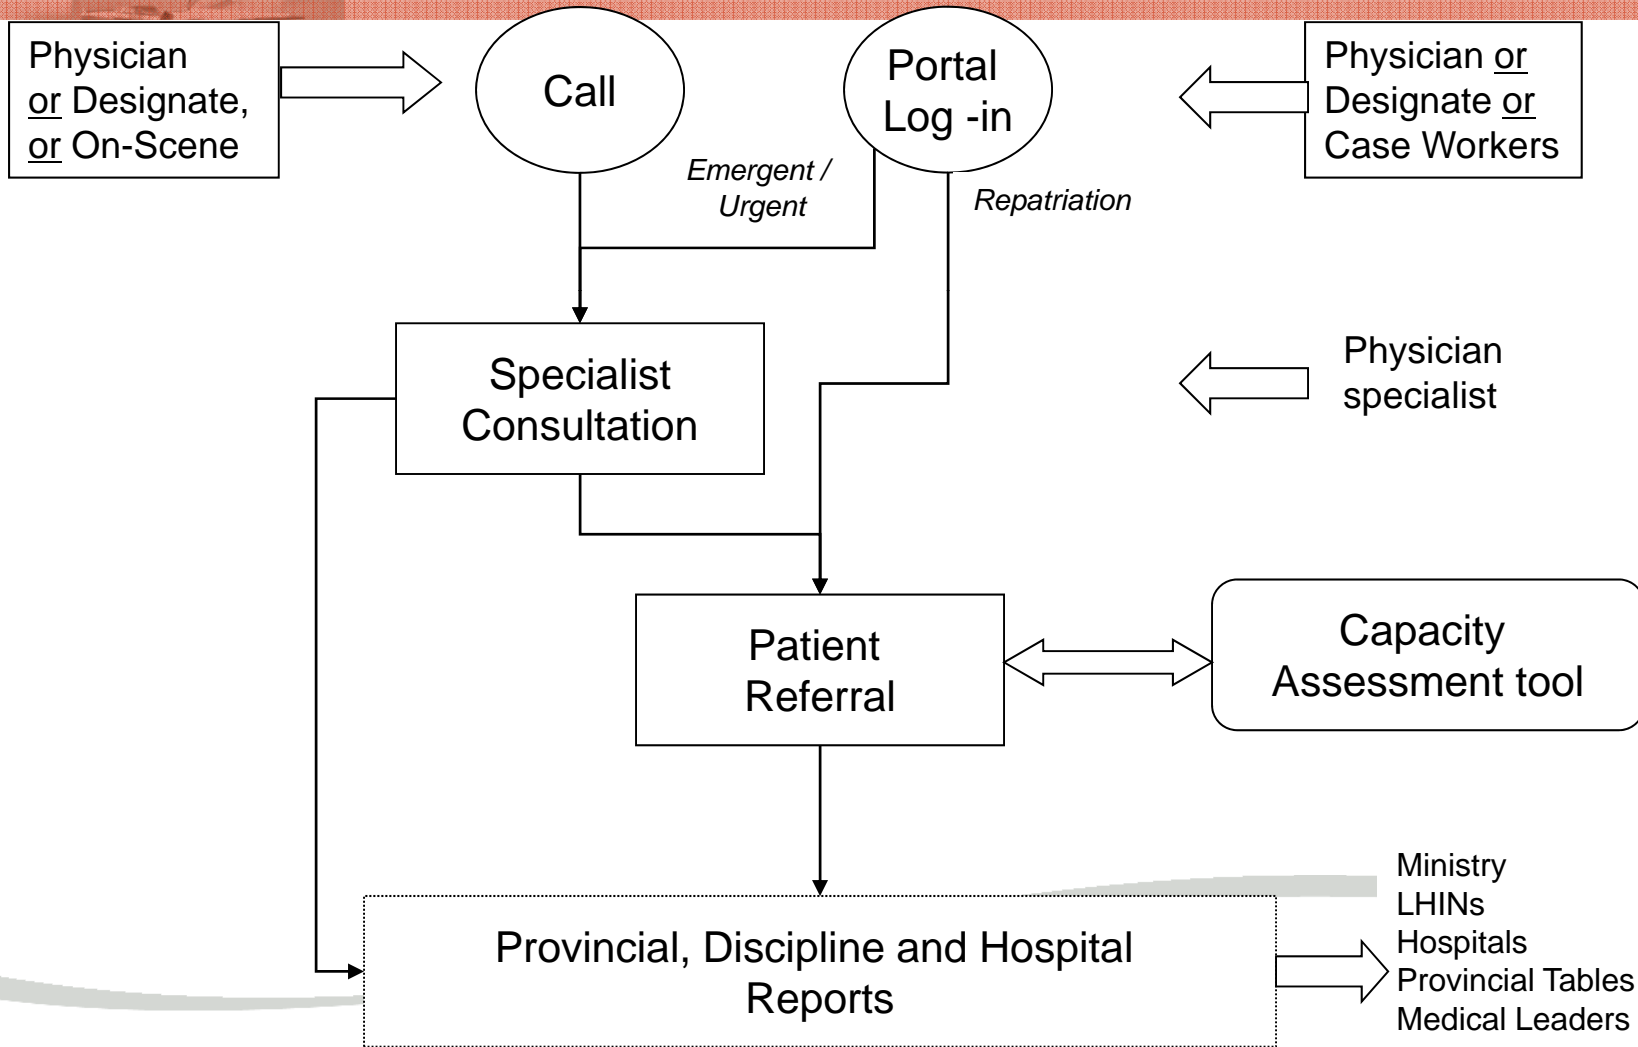 Physician
or Designate,
or On-Scene
Call
Portal
Log -in
Physician or
Designate or
Case Workers
Emergent /
Urgent
Repatriation
Specialist
Consultation
Physician
specialist
Patient
Referral
Capacity
Assessment tool
Provincial, Discipline and Hospital
Reports
Ministry
LHINs
Hospitals
Provincial Tables
Medical Leaders